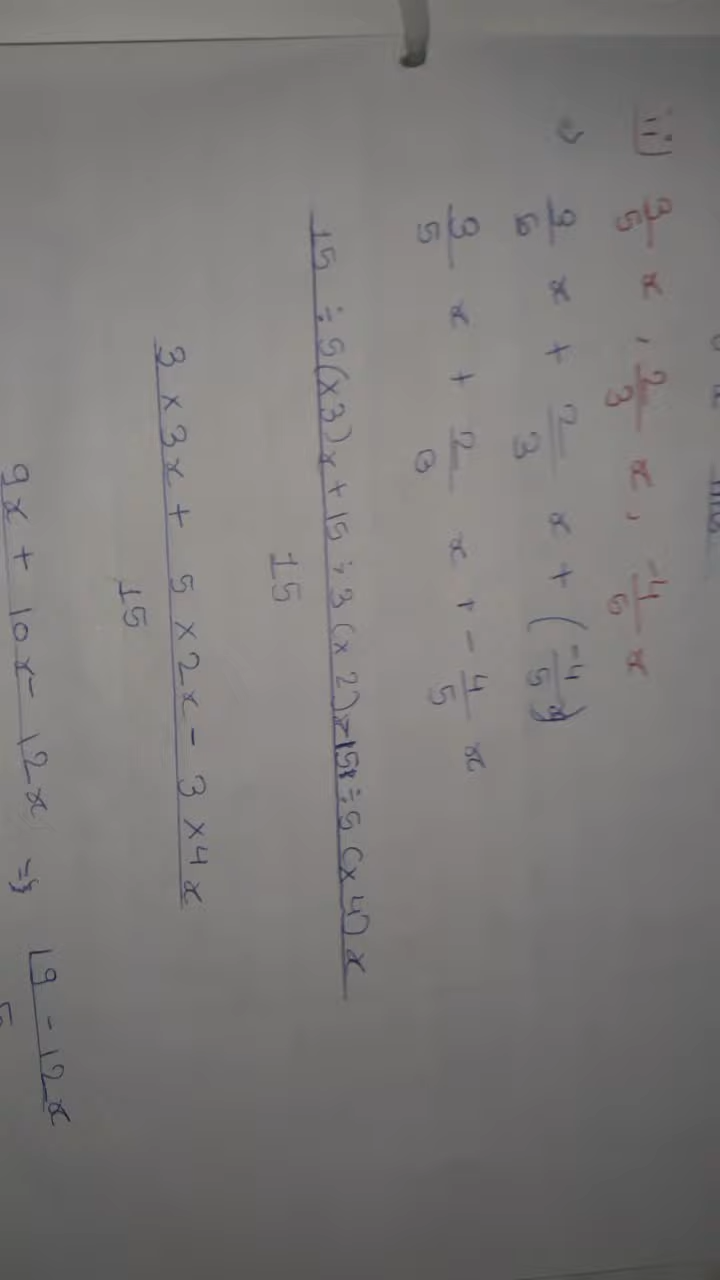 ii) 3/5 x, 2/3 x, -4/5 x
⇒ 3/5 x + 2/3 x + (-4/5 x)
3/5 x + 2/3 x + - 4/5 x
15 ÷ 5(×3)x + 15 ÷ 3(×2)x - 15 ÷ 5(×4)x
15
3 × 3x + 5 × 2x - 3 × 4x
15
9x + 10x - 12x ⇒ 19 - 12x